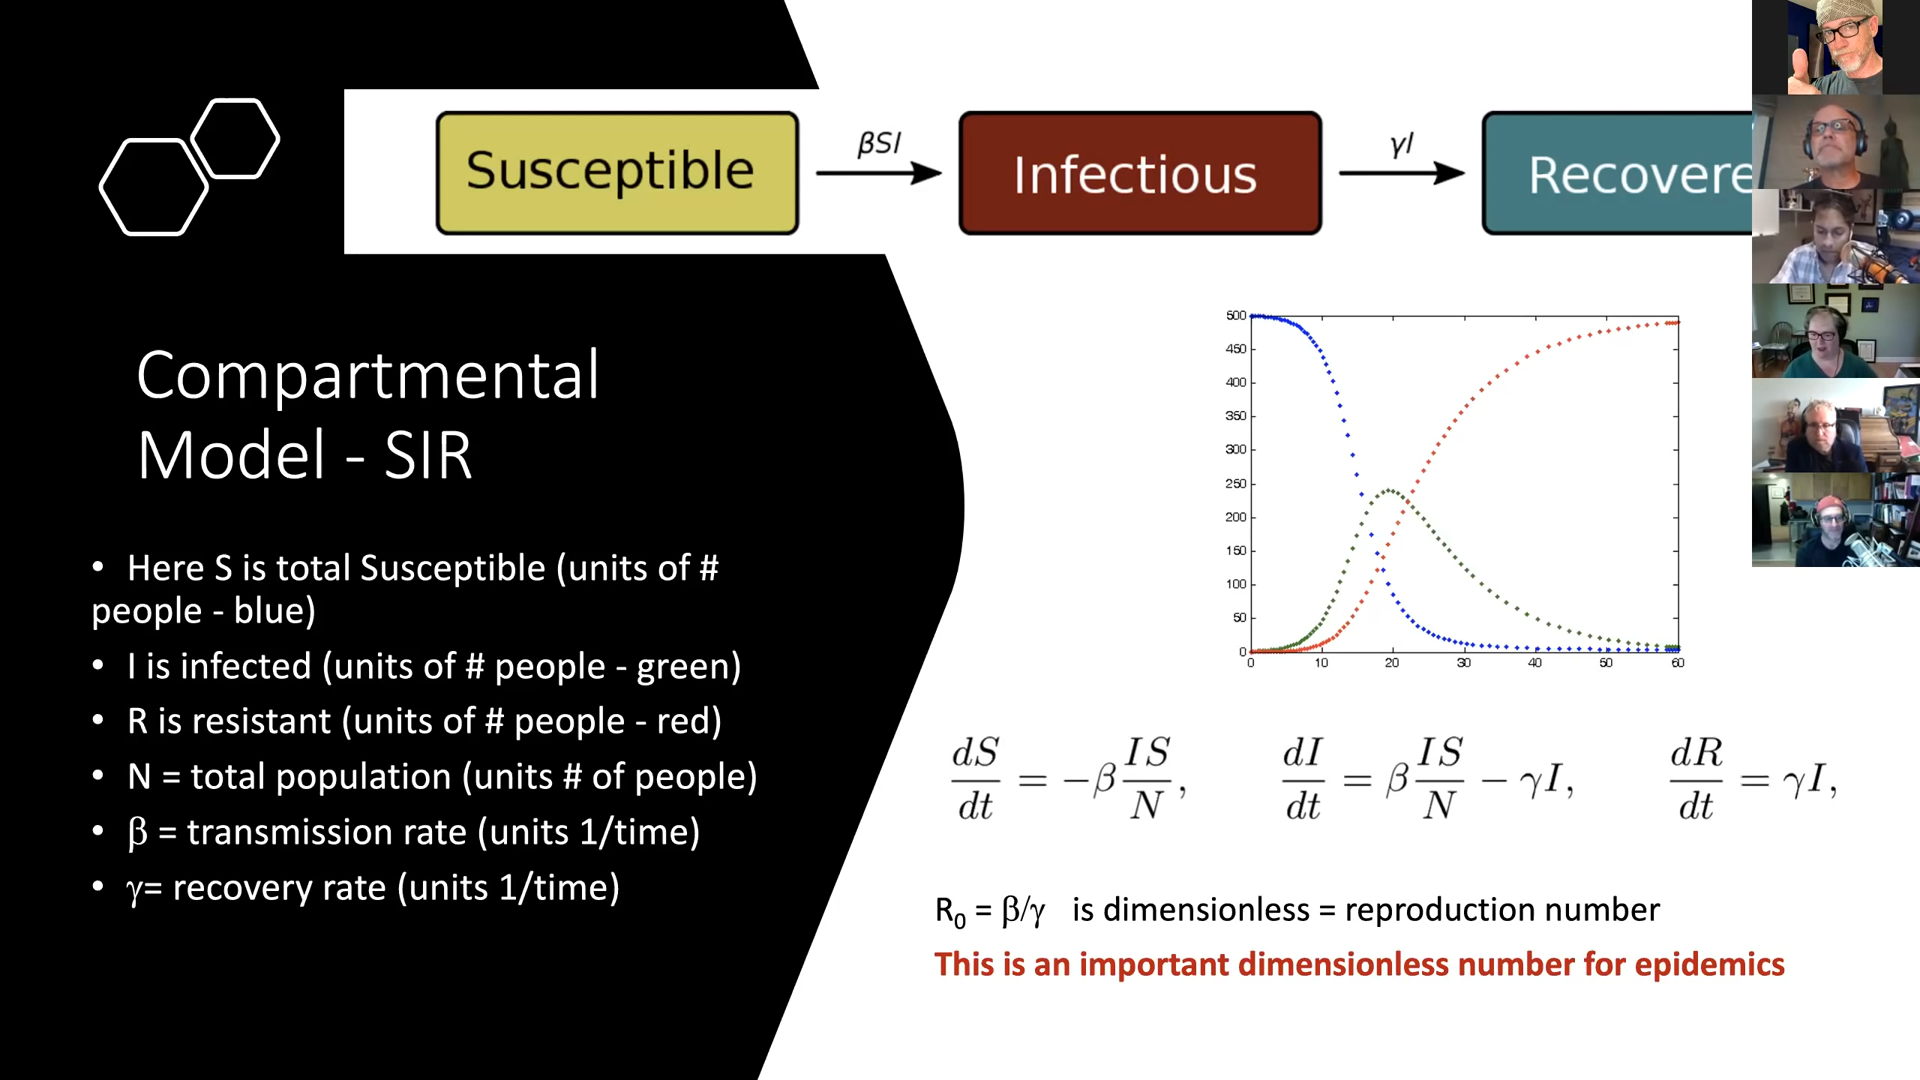 Susceptible
βSI
Infectious
γI
Recovere
Compartmental
Model - SIR
• Here S is total Susceptible (units of #
people - blue)
• I is infected (units of # people - green)
• R is resistant (units of # people - red)
• N = total population (units # of people)
• β = transmission rate (units 1/time)
• γ= recovery rate (units 1/time)
500
450
400
350
300
250
200
150
100
50
0
0 10 20 30 40 50 60
dS/dt = −β IS/N, dI/dt = β IS/N − γI, dR/dt = γI,
R₀ = β/γ is dimensionless = reproduction number
This is an important dimensionless number for epidemics